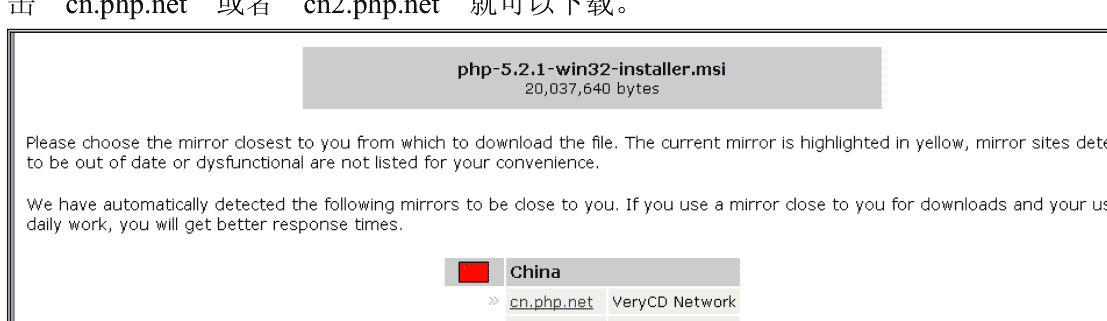 击 cn.php.net 或者 cn2.php.net 就可以下载。
php-5.2.1-win32-installer.msi
20,037,640 bytes
Please choose the mirror closest to you from which to download the file. The current mirror is highlighted in yellow, mirror sites dete
to be out of date or dysfunctional are not listed for your convenience.
We have automatically detected the following mirrors to be close to you. If you use a mirror close to you for downloads and your us
daily work, you will get better response times.
China
» cn.php.net VeryCD Network